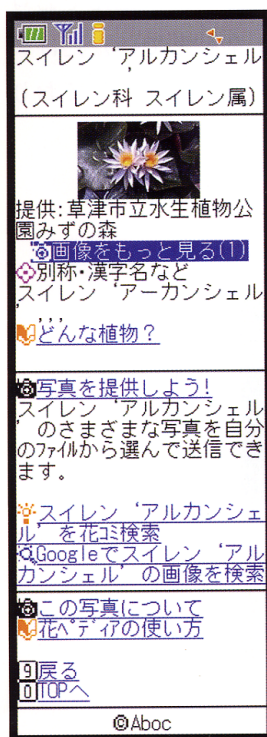 スイレン ‘アルカンシェル
’
(スイレン科 スイレン属)
提供:草津市立水生植物公
園みずの森
画像をもっと見る(1)
別称・漢字名など
スイレン ‘アーカンシェル
’,,,
どんな植物？
写真を提供しよう!
スイレン ‘アルカンシェル
’ のさまざまな写真を自分
のファイルから選んで送信でき
ます。
スイレン ‘アルカンシェ
ル’ を花コミ検索
Googleでスイレン ‘アル
カンシェル’ の画像を検索
この写真について
花ペディアの使い方
9戻る
0TOPへ
©Aboc